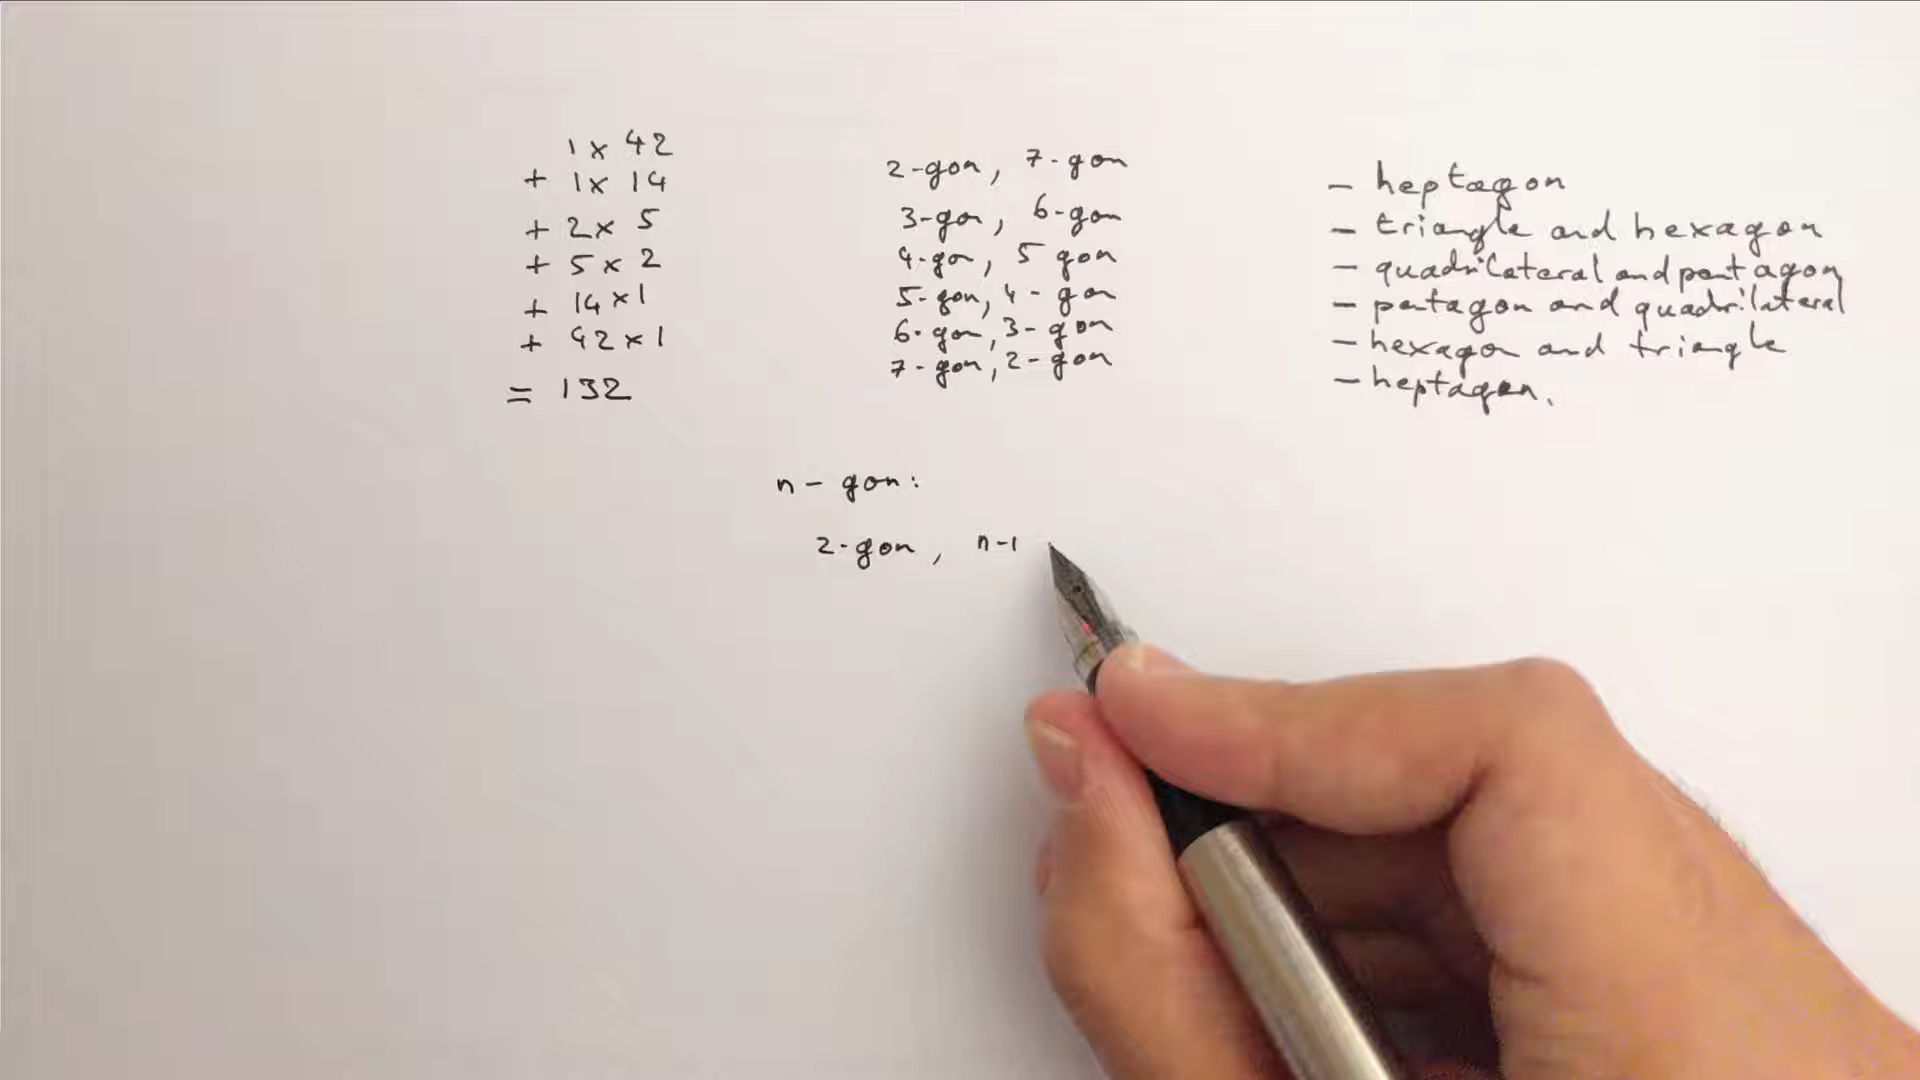 1 x 42
+ 1x 14
+ 2x 5
+ 5 x 2
+ 14 x 1
+ 42 x 1
= 132
2-gon, 7-gon
3-gon, 6-gon
4-gon, 5 gon
5-gon, 4-gon
6-gon, 3-gon
7-gon, 2-gon
- heptagon
- triangle and hexagon
- quadrilateral and pentagon
- pentagon and quadrilateral
- hexagon and triangle
- heptagon.
n-gon:
2-gon, n-1